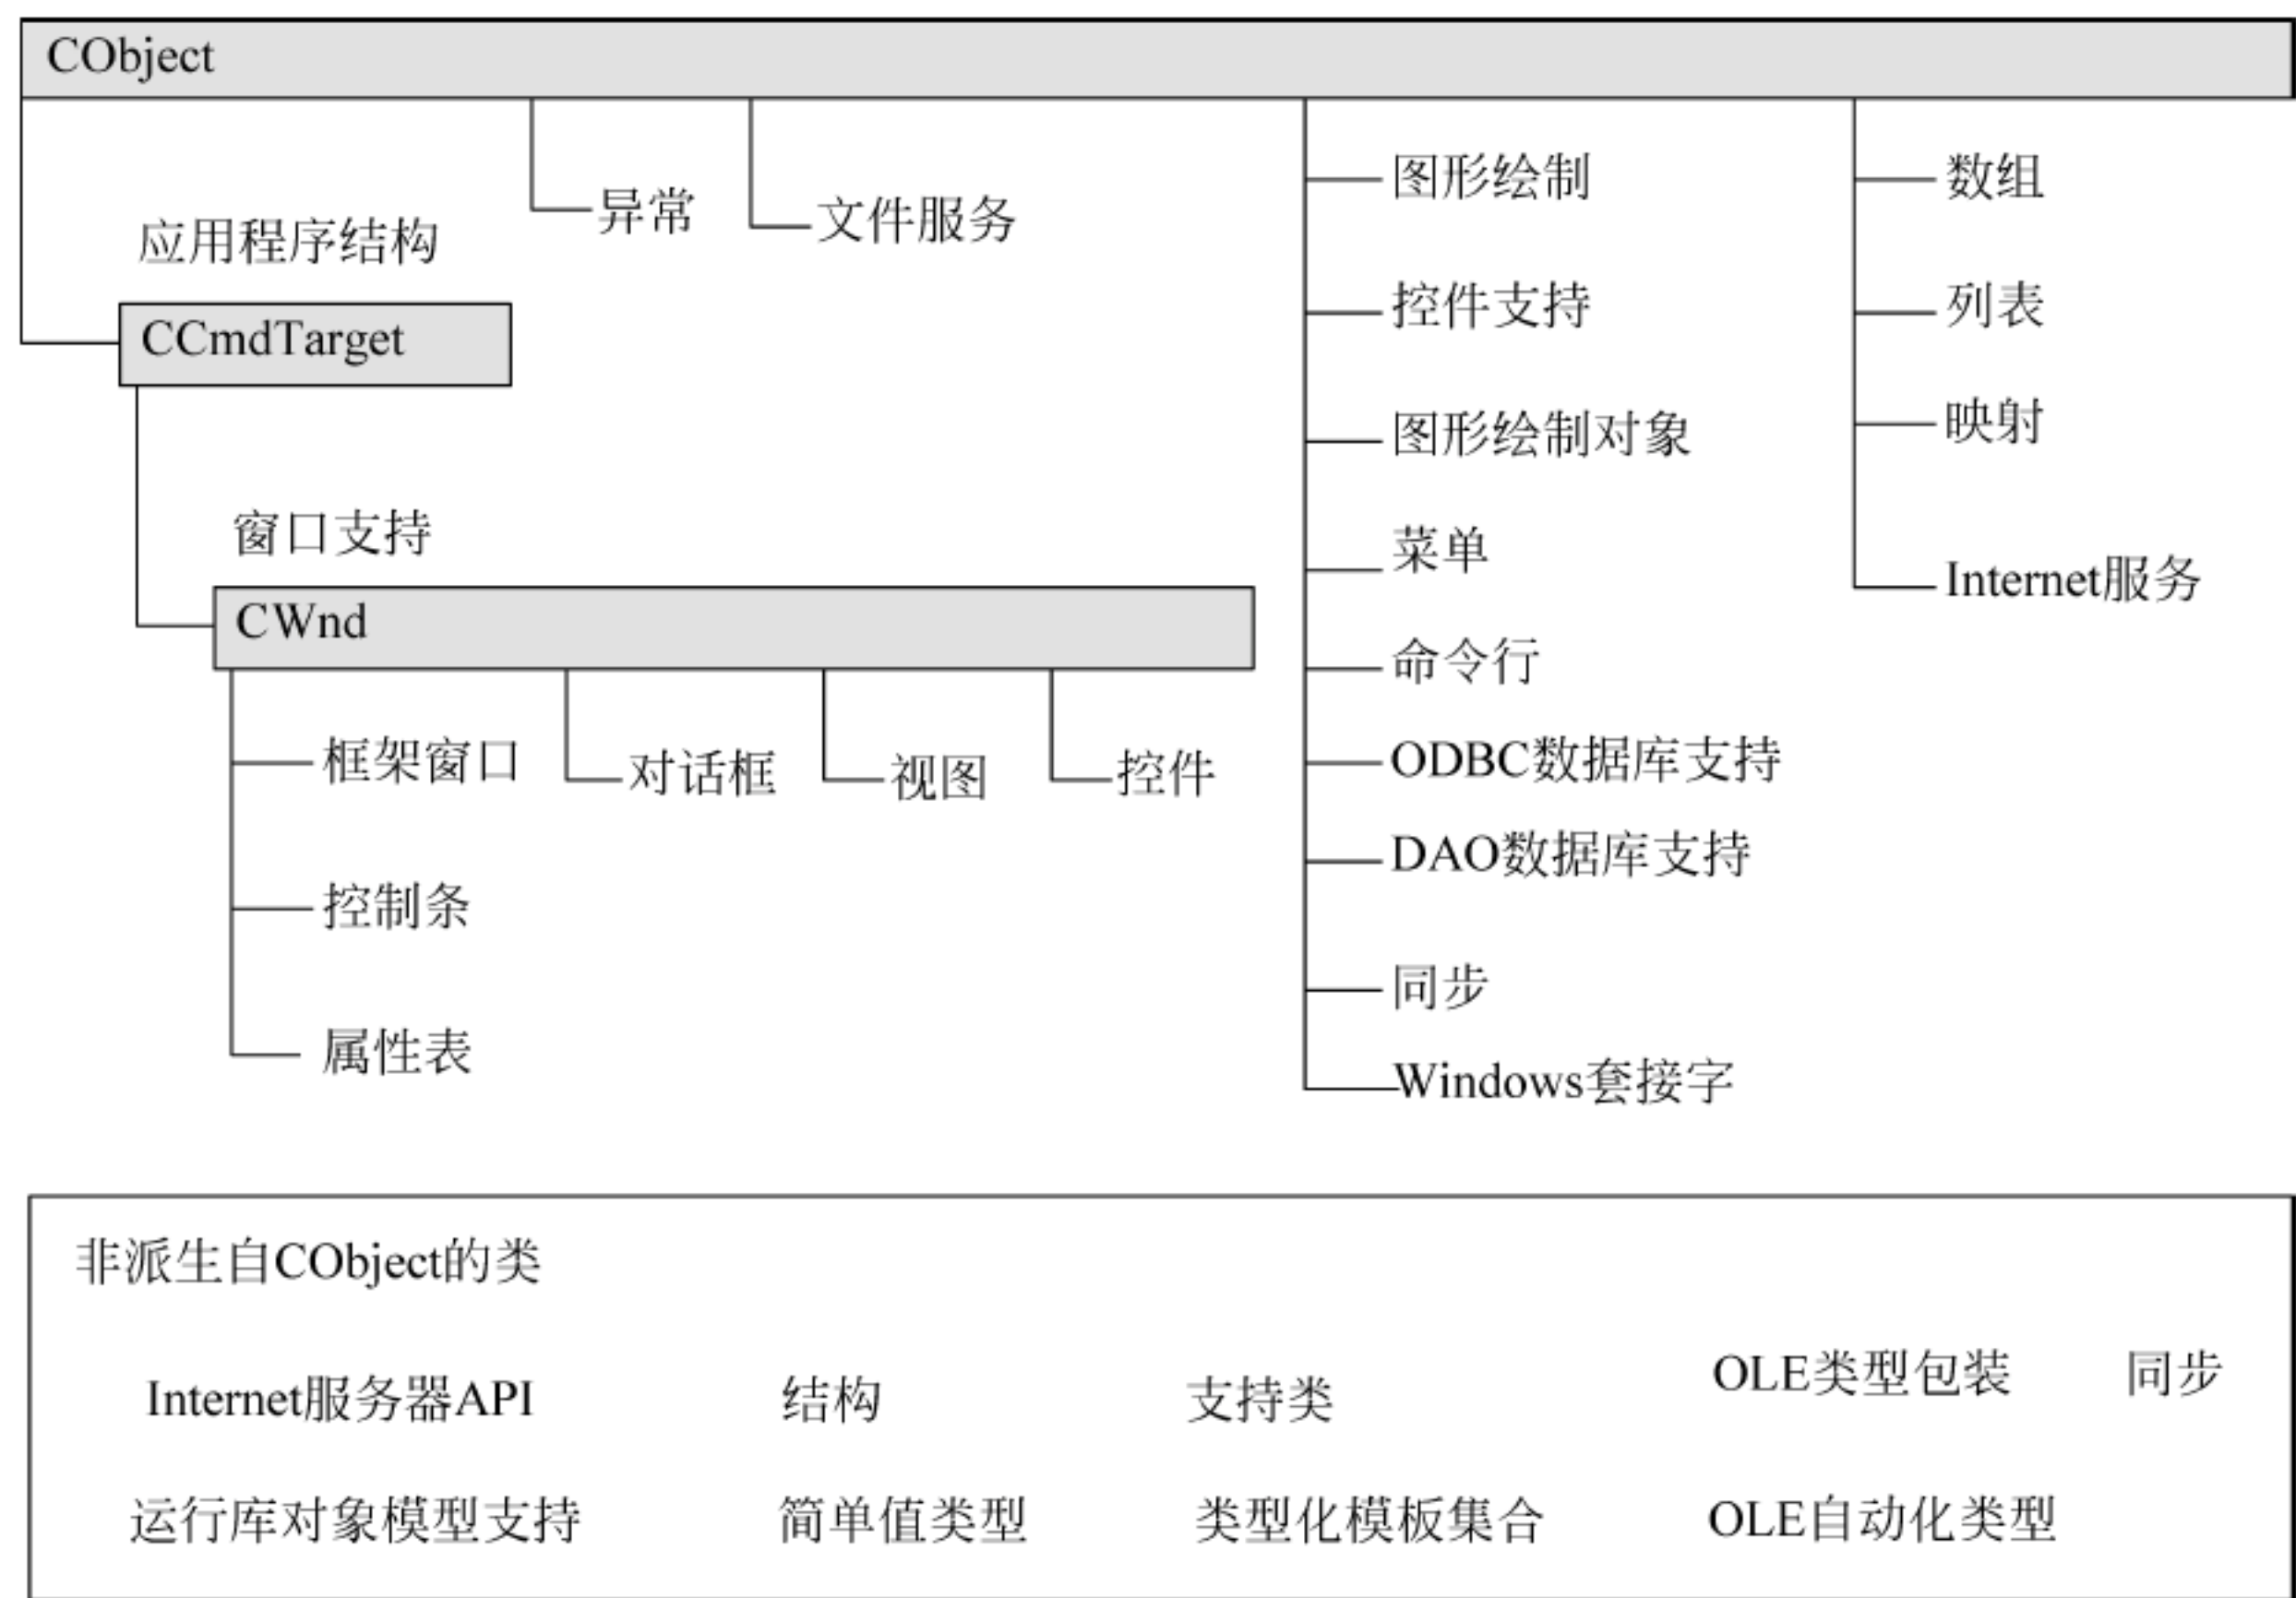 CObject
应用程序结构
异常
文件服务
CCmdTarget
窗口支持
CWnd
框架窗口
对话框
视图
控件
控制条
属性表
图形绘制
控件支持
图形绘制对象
菜单
命令行
ODBC数据库支持
DAO数据库支持
同步
Windows套接字
数组
列表
映射
Internet服务
非派生自CObject的类
Internet服务器API
结构
支持类
OLE类型包装
同步
运行库对象模型支持
简单值类型
类型化模板集合
OLE自动化类型